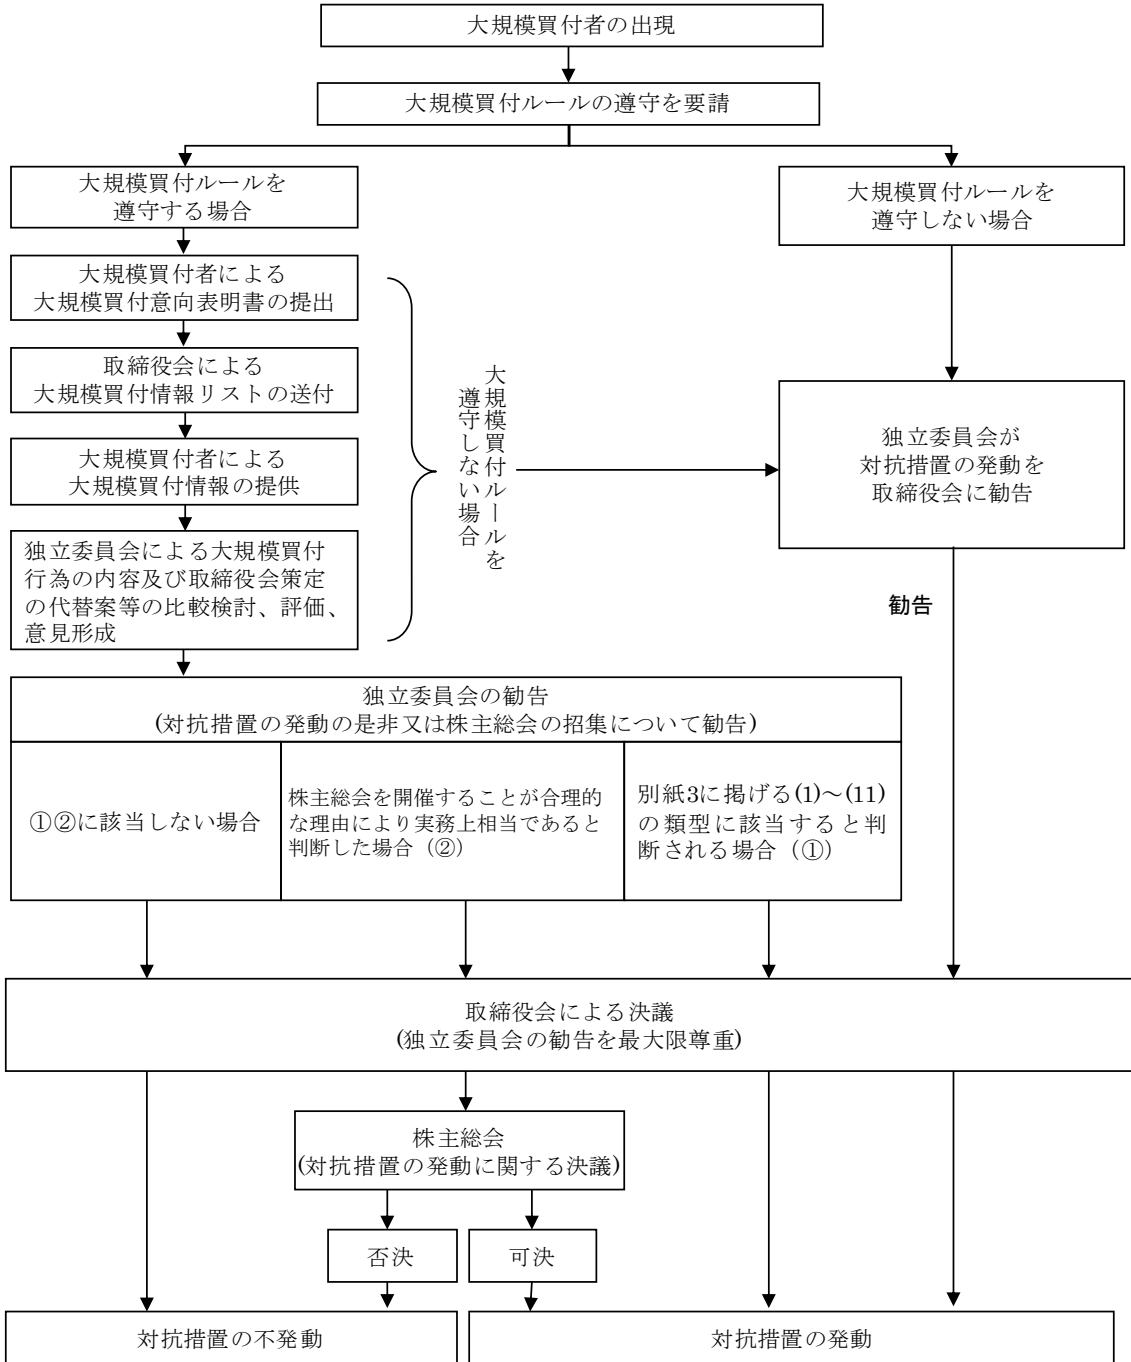 大規模買付者の出現
大規模買付ルールの遵守を要請
大規模買付ルールを
遵守する場合
大規模買付ルールを
遵守しない場合
大規模買付者による
大規模買付意向表明書の提出
取締役会による
大規模買付情報リストの送付
大規模買付者による
大規模買付情報の提供
独立委員会による大規模買付
行為の内容及び取締役会策定
の代替案等の比較検討、評価、
意見形成
大規模買付ルールを
遵守しない場合
独立委員会が
対抗措置の発動を
取締役会に勧告
勧告
独立委員会の勧告
(対抗措置の発動の是非又は株主総会の招集について勧告)
①②に該当しない場合
株主総会を開催することが合理的
な理由により実務上相当であると
判断した場合（②）
別紙3に掲げる(1)～(11)
の類型に該当すると判
断される場合（①）
取締役会による決議
(独立委員会の勧告を最大限尊重)
株主総会
(対抗措置の発動に関する決議)
否決
可決
対抗措置の不発動
対抗措置の発動